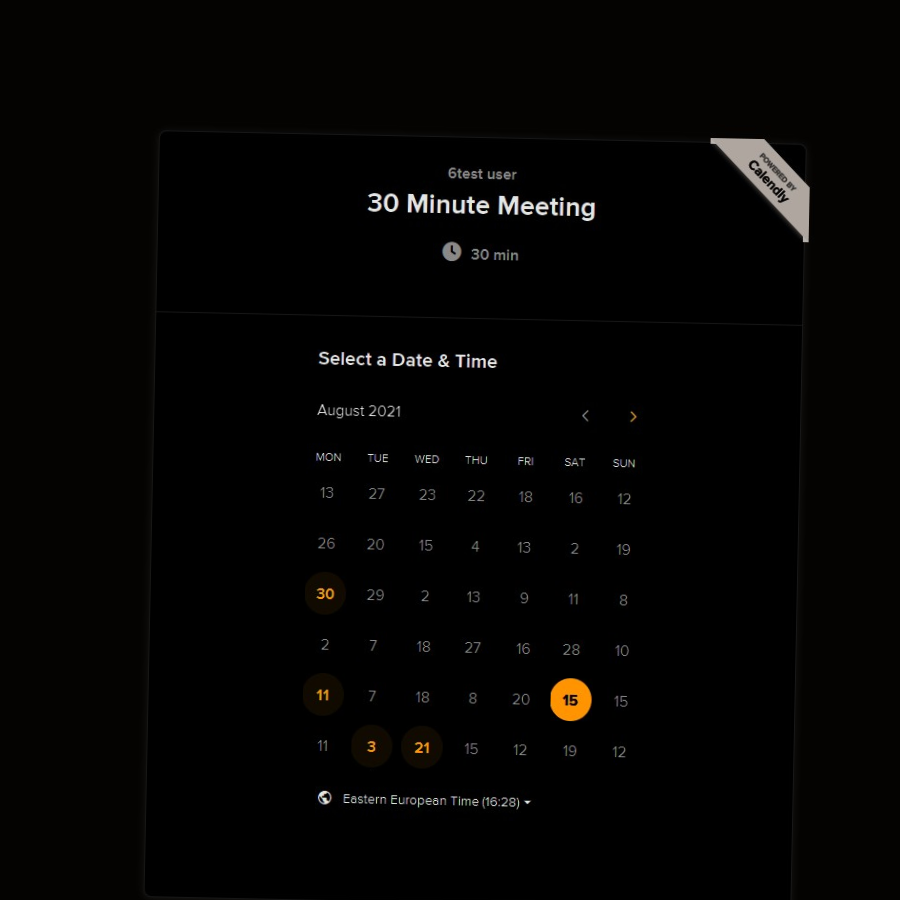 POWERED BY
Calendly
6test user
30 Minute Meeting
30 min
Select a Date & Time
August 2021
MON TUE WED THU FRI SAT SUN
13 27 23 22 18 16 12
26 20 15 4 13 2 19
30 29 2 13 9 11 8
2 7 18 27 16 28 10
11 7 18 8 20 15 15
11 3 21 15 12 19 12
Eastern European Time (16:28)